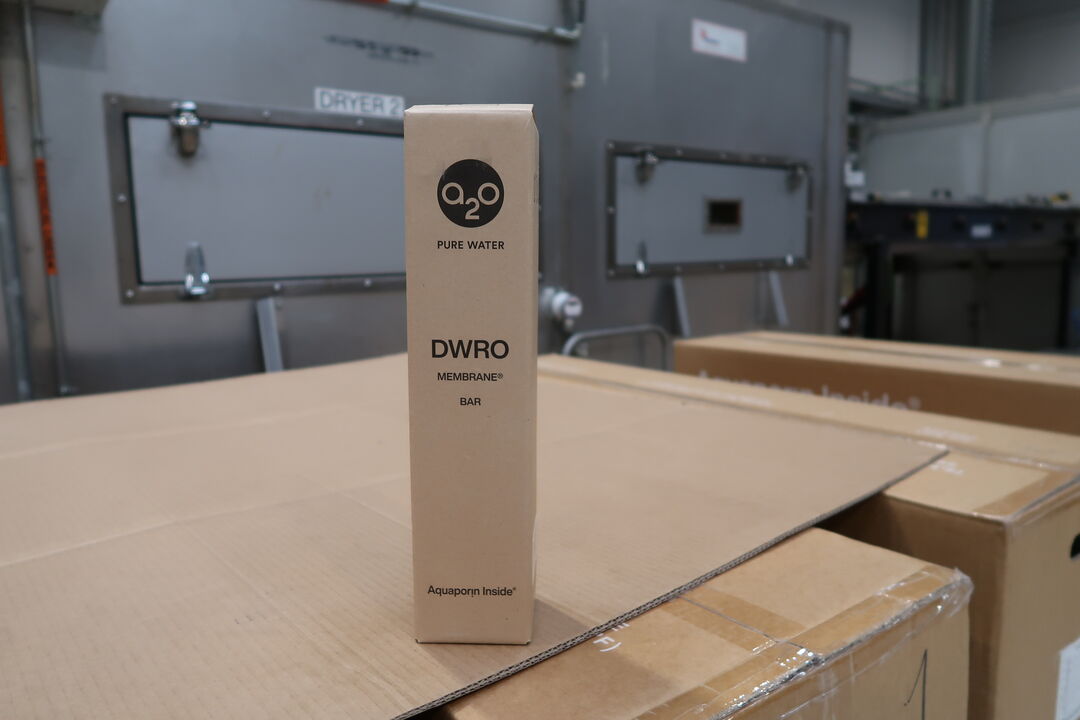 DRYER 2
a2o
PURE WATER
DWRO
MEMBRANE®
BAR
Aquaporin Inside®
Aquaporin Inside®